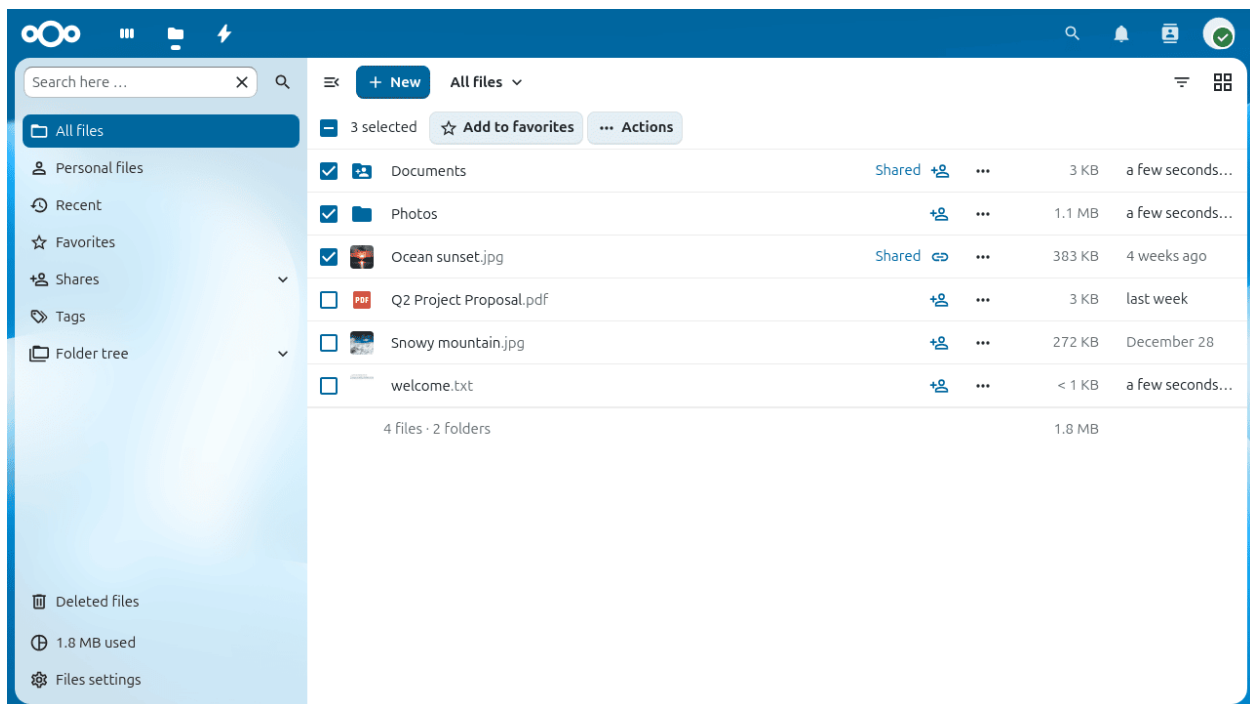 Search here ...
New
All files
All files
3 selected
Add to favorites
Actions
Personal files
Recent
Favorites
Shares
Tags
Folder tree
Documents Shared 3 KB a few seconds...
Photos 1.1 MB a few seconds...
Ocean sunset.jpg Shared 383 KB 4 weeks ago
PDF Q2 Project Proposal.pdf 3 KB last week
Snowy mountain.jpg 272 KB December 28
welcome.txt < 1 KB a few seconds...
4 files · 2 folders 1.8 MB
Deleted files
1.8 MB used
Files settings